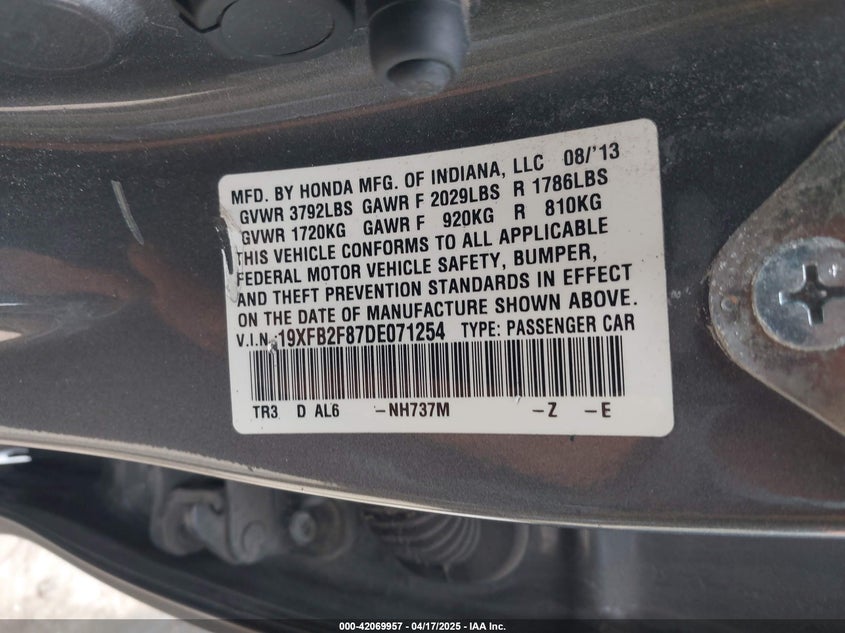 MFD. BY HONDA MFG. OF INDIANA, LLC 08/'13
GVWR 3792LBS GAWR F 2029LBS R 1786LBS
GVWR 1720KG GAWR F 920KG R 810KG
THIS VEHICLE CONFORMS TO ALL APPLICABLE
FEDERAL MOTOR VEHICLE SAFETY, BUMPER,
AND THEFT PREVENTION STANDARDS IN EFFECT
ON THE DATE OF MANUFACTURE SHOWN ABOVE.
V.I.N. 19XFB2F87DE071254 TYPE: PASSENGER CAR
TR3 D AL6 -NH737M -Z -E
000-42069957 - 04/17/2025 - IAA Inc.